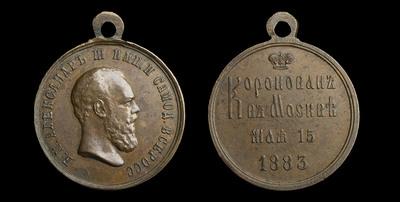 Б. М. АЛЕКСАНДРЪ III ИМП. И САМОД. ВСЕРОСС.
Коронованъ
въ Москвѣ
МАЯ 15
1883